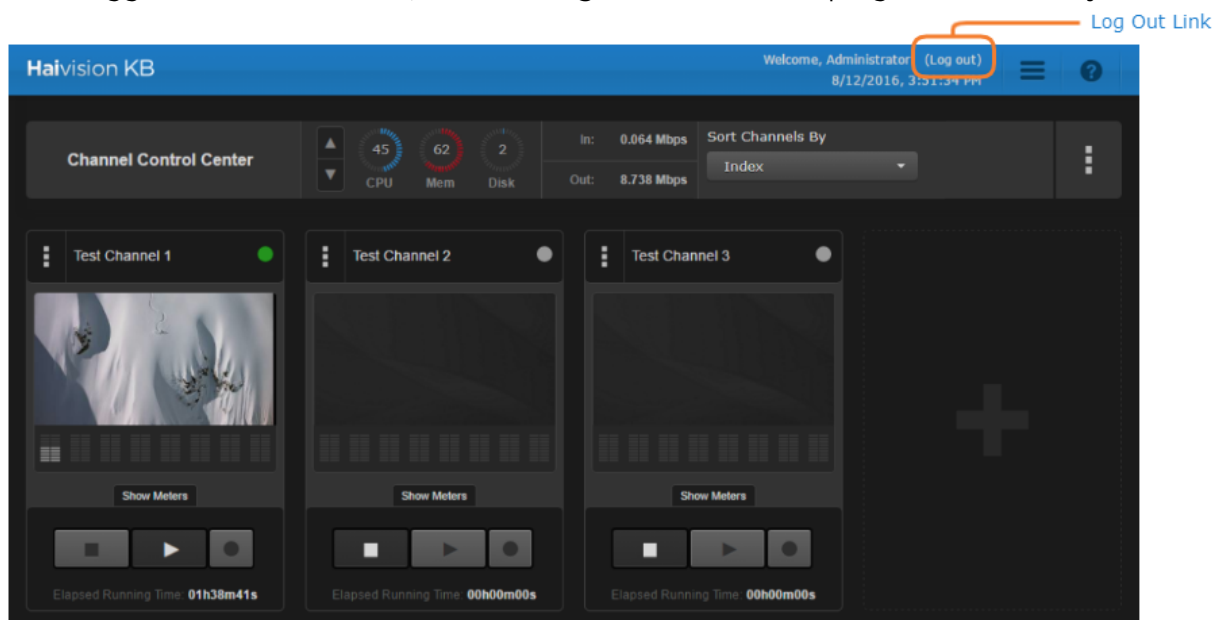 Log Out Link
Haivision KB
Welcome, Administrator (Log out)
8/12/2016, 3:51:34 PM
Channel Control Center
45
CPU
62
Mem
2
Disk
In: 0.064 Mbps
Out: 8.738 Mbps
Sort Channels By
Index
Test Channel 1
Test Channel 2
Test Channel 3
Show Meters
Show Meters
Show Meters
Elapsed Running Time: 01h38m41s
Elapsed Running Time: 00h00m00s
Elapsed Running Time: 00h00m00s